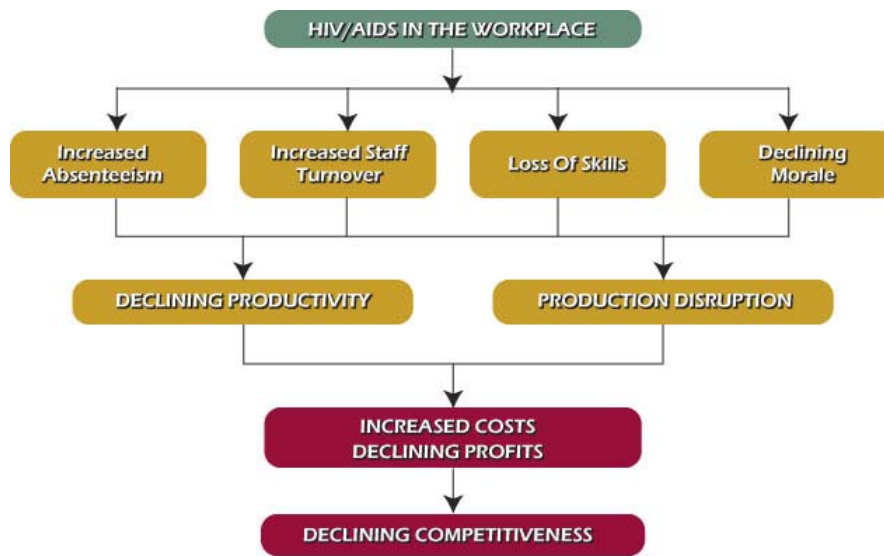 HIV/AIDS IN THE WORKPLACE
Increased
Absenteeism
Increased Staff
Turnover
Loss Of Skills
Declining
Morale
DECLINING PRODUCTIVITY
PRODUCTION DISRUPTION
INCREASED COSTS
DECLINING PROFITS
DECLINING COMPETITIVENESS